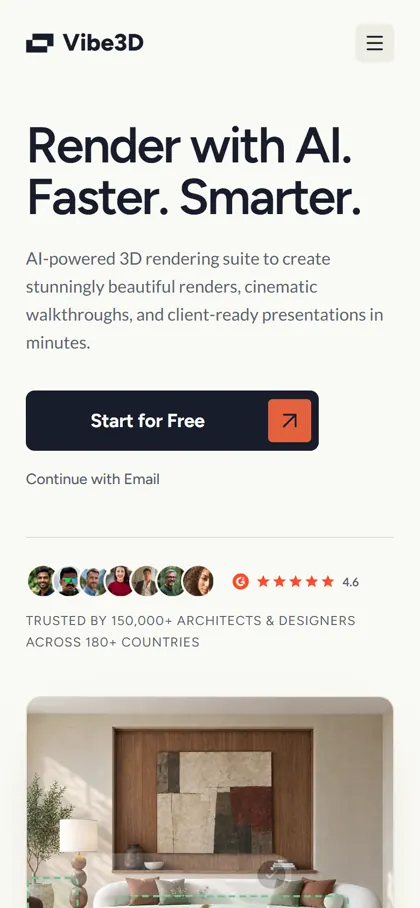 Vibe3D
Render with AI.
Faster. Smarter.
AI-powered 3D rendering suite to create
stunningly beautiful renders, cinematic
walkthroughs, and client-ready presentations in
minutes.
Start for Free
Continue with Email
4.6
TRUSTED BY 150,000+ ARCHITECTS & DESIGNERS
ACROSS 180+ COUNTRIES